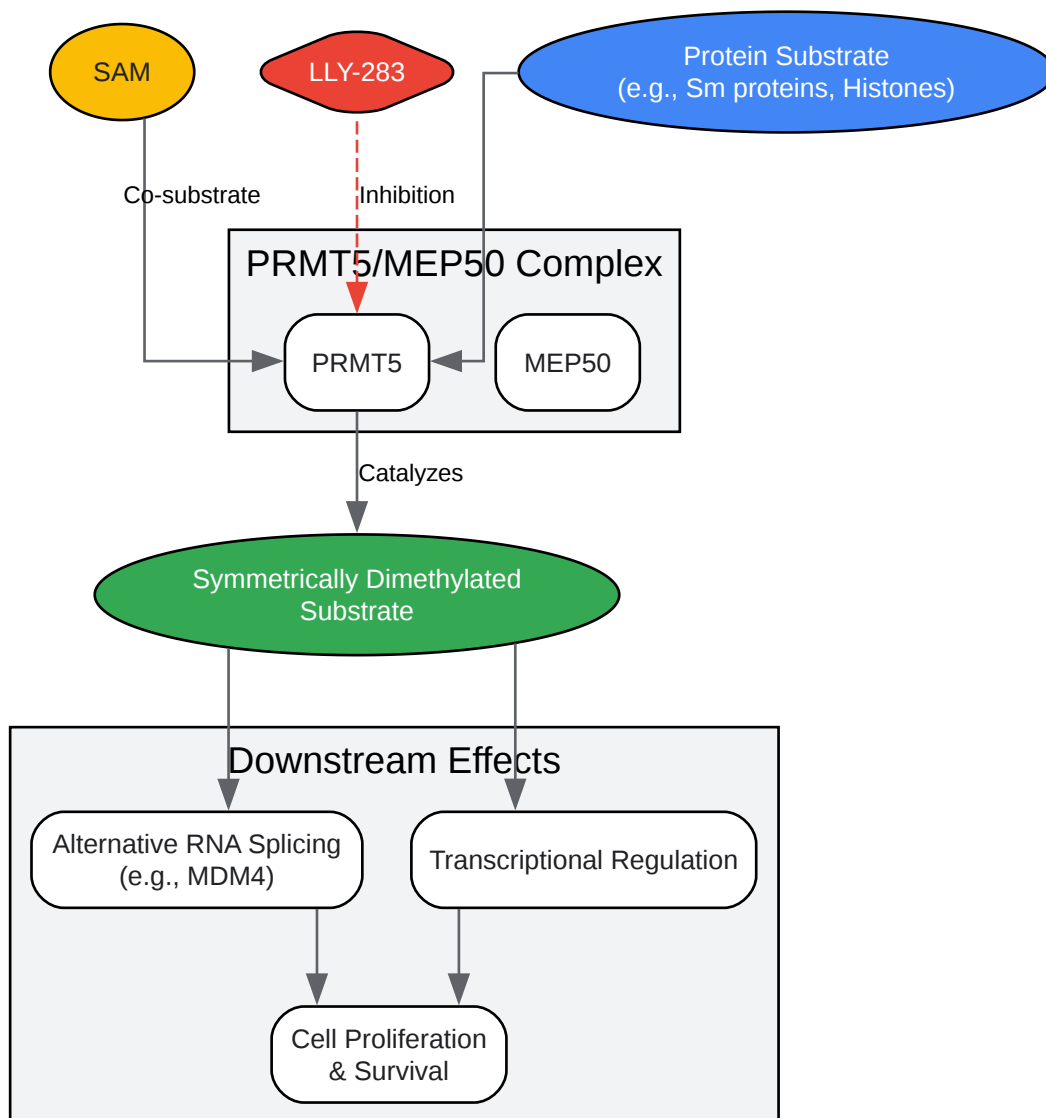 SAM
LLY-283
Protein Substrate
(e.g., Sm proteins, Histones)
Co-substrate
Inhibition
PRMT5/MEP50 Complex
PRMT5
MEP50
Catalyzes
Symmetrically Dimethylated
Substrate
Downstream Effects
Alternative RNA Splicing
(e.g., MDM4)
Transcriptional Regulation
Cell Proliferation
& Survival